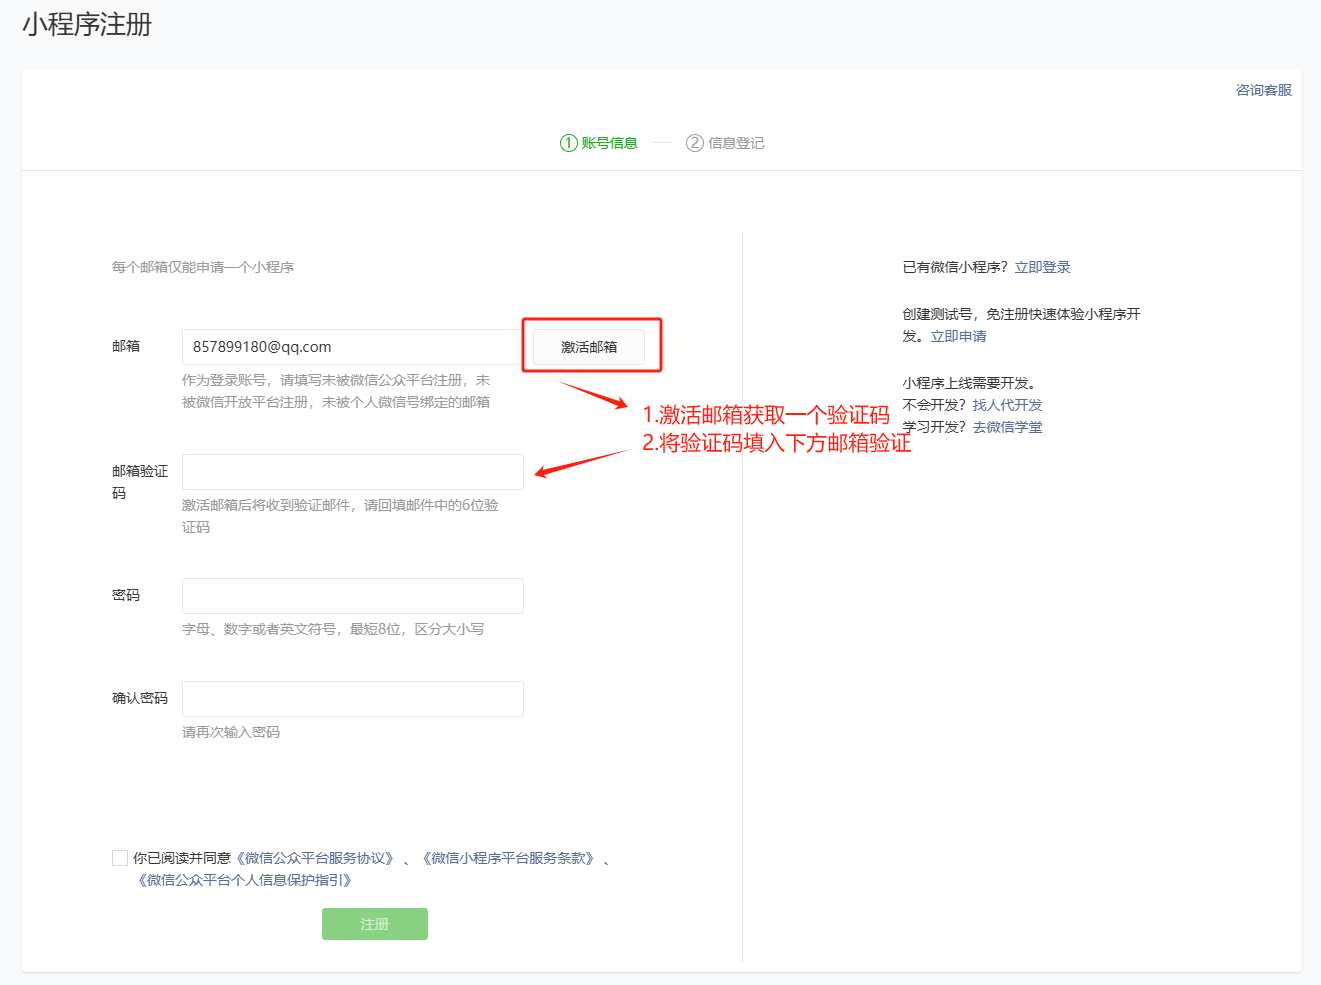 小程序注册
咨询客服
1 账号信息
2 信息登记
每个邮箱仅能申请一个小程序
邮箱
857899180@qq.com
激活邮箱
作为登录账号，请填写未被微信公众平台注册，未
被微信开放平台注册，未被个人微信号绑定的邮箱
1.激活邮箱获取一个验证码
2.将验证码填入下方邮箱验证
邮箱验证
码
激活邮箱后将收到验证邮件，请回填邮件中的6位验
证码
密码
字母、数字或者英文符号，最短8位，区分大小写
确认密码
请再次输入密码
你已阅读并同意《微信公众平台服务协议》、《微信小程序平台服务条款》、
《微信公众平台个人信息保护指引》
注册
已有微信小程序？立即登录
创建测试号，免注册快速体验小程序开
发。立即申请
小程序上线需要开发。
不会开发？找人代开发
学习开发？去微信学堂